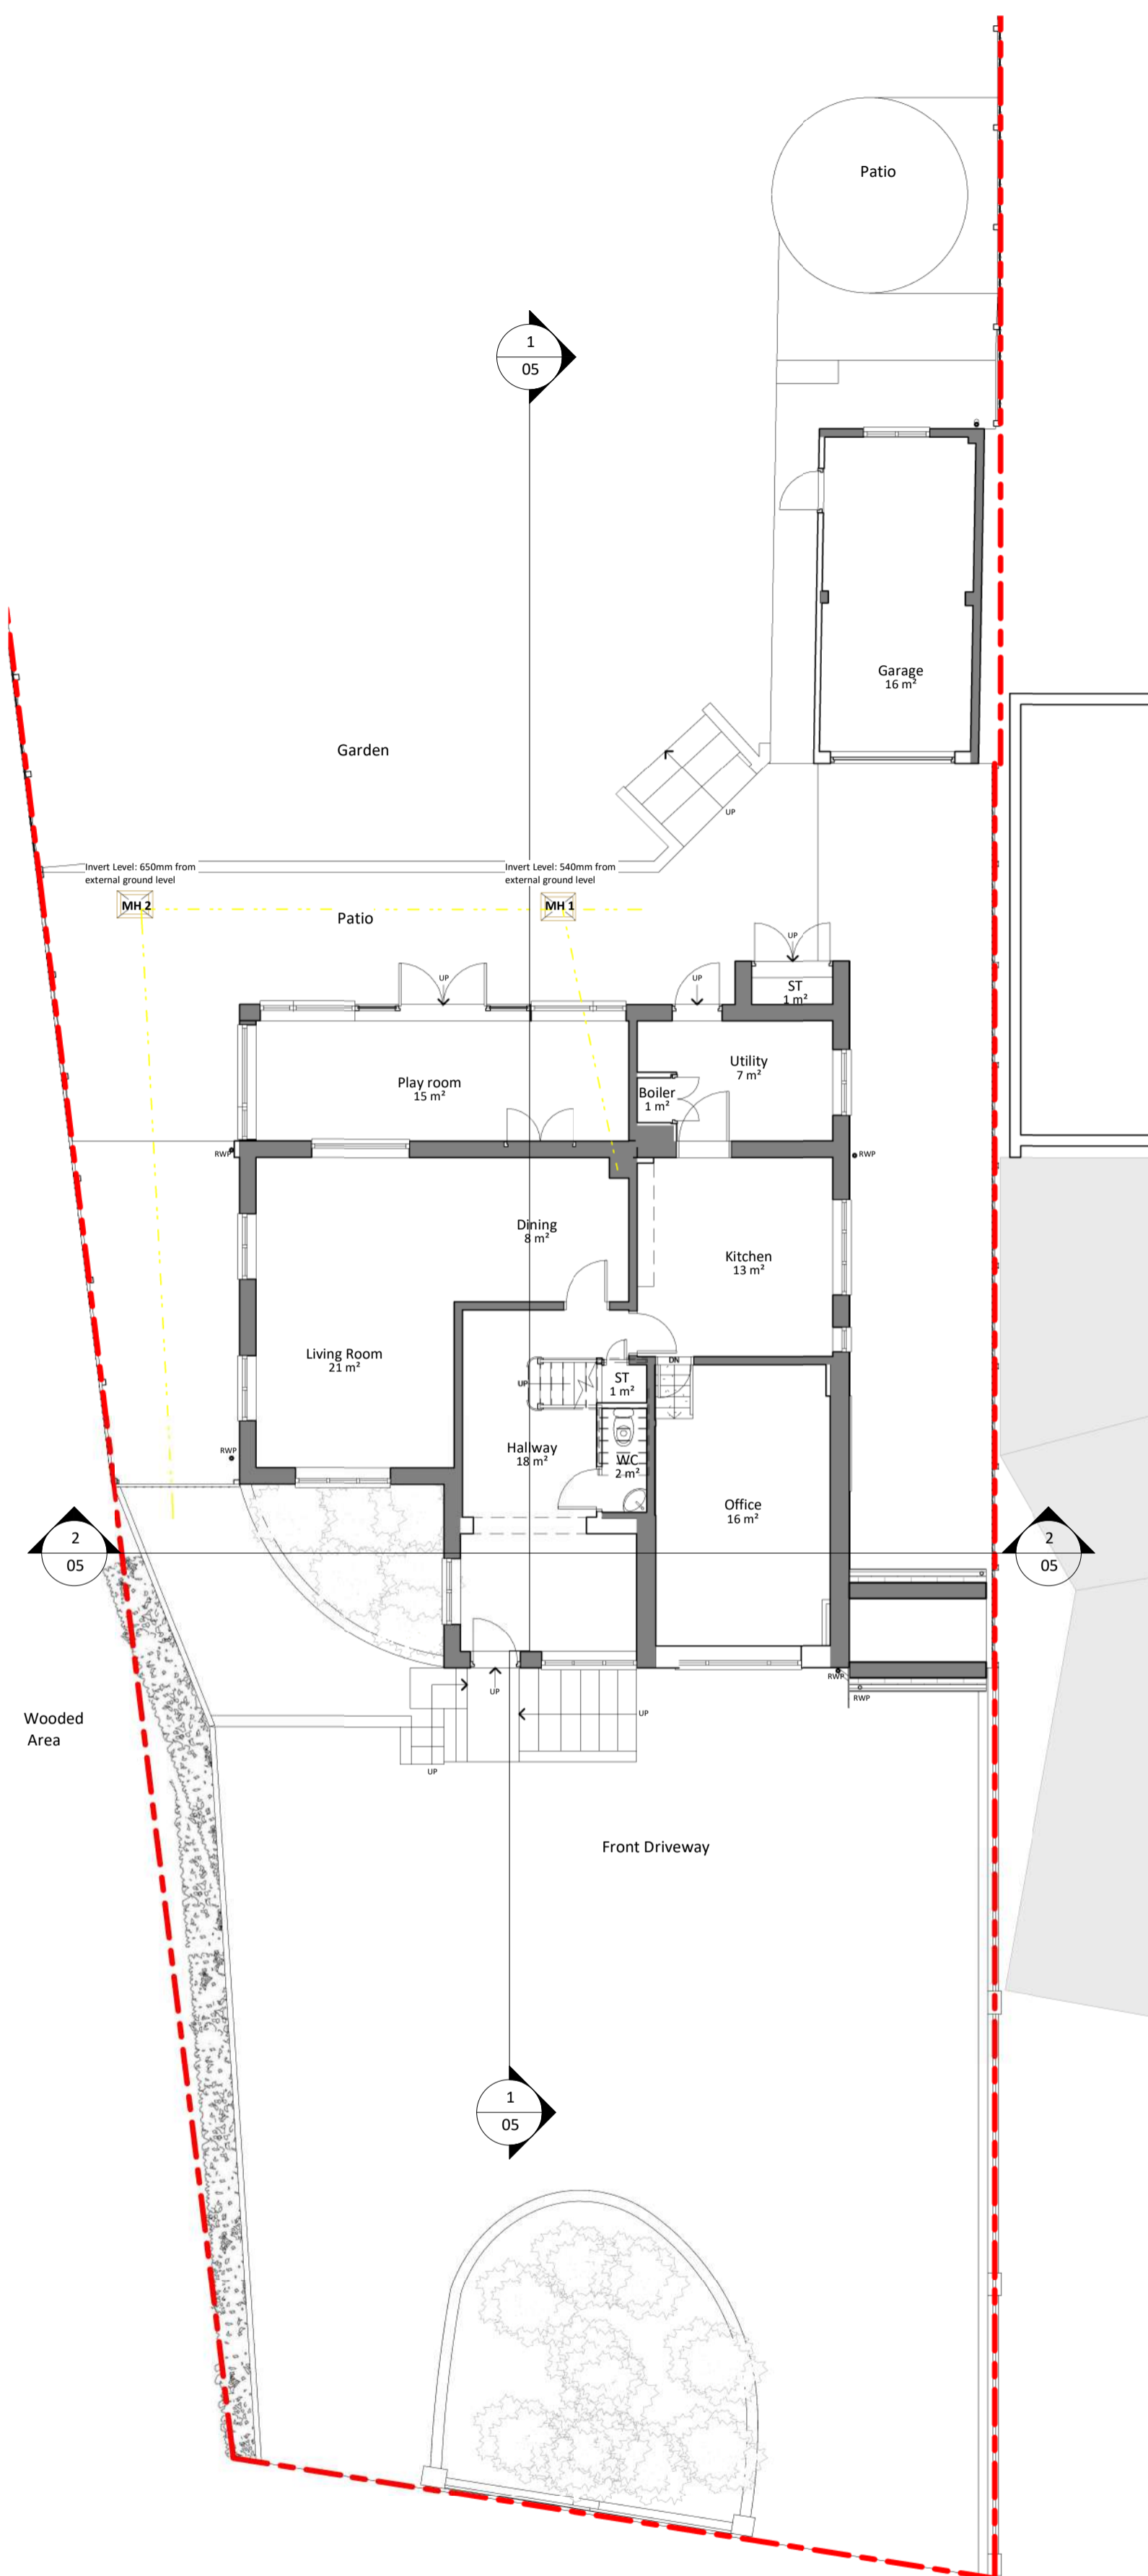 Patio
1
05
Garage
16 m²
Garden
UP
Invert Level: 650mm from
external ground level
Invert Level: 540mm from
external ground level
MH 2
MH 1
Patio
UP
UP
UP
ST
1 m²
Utility
7 m²
Play room
15 m²
Boiler
1 m²
RWP
RWP
Dining
8 m²
Kitchen
13 m²
Living Room
21 m²
DN
UP
ST
1 m²
RWP
Hallway
18 m²
WC
2 m²
Office
16 m²
2
05
2
05
RWP
UP
RWP
UP
UP
Wooded
Area
Front Driveway
1
05